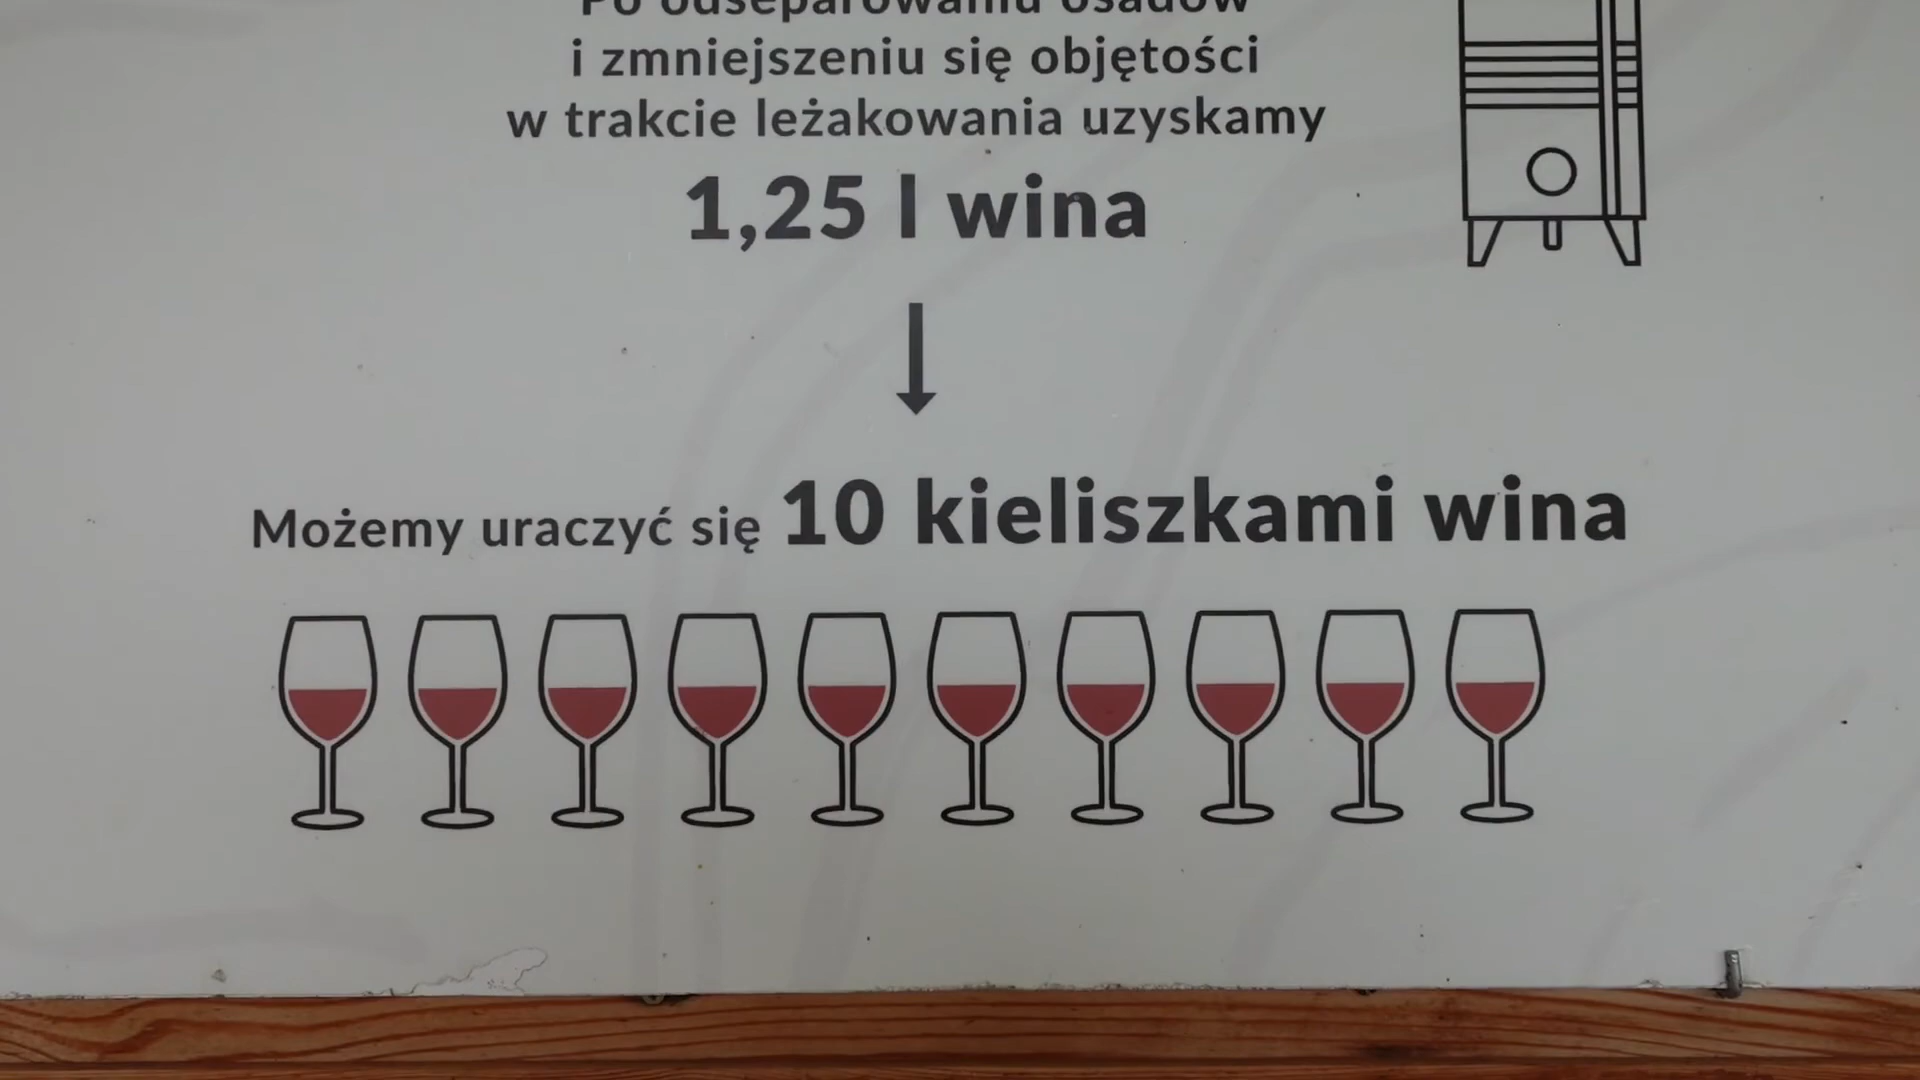 Po odseparowaniu osadów
i zmniejszeniu się objętości
w trakcie leżakowania uzyskamy
1,25 l wina
Możemy uraczyć się 10 kieliszkami wina